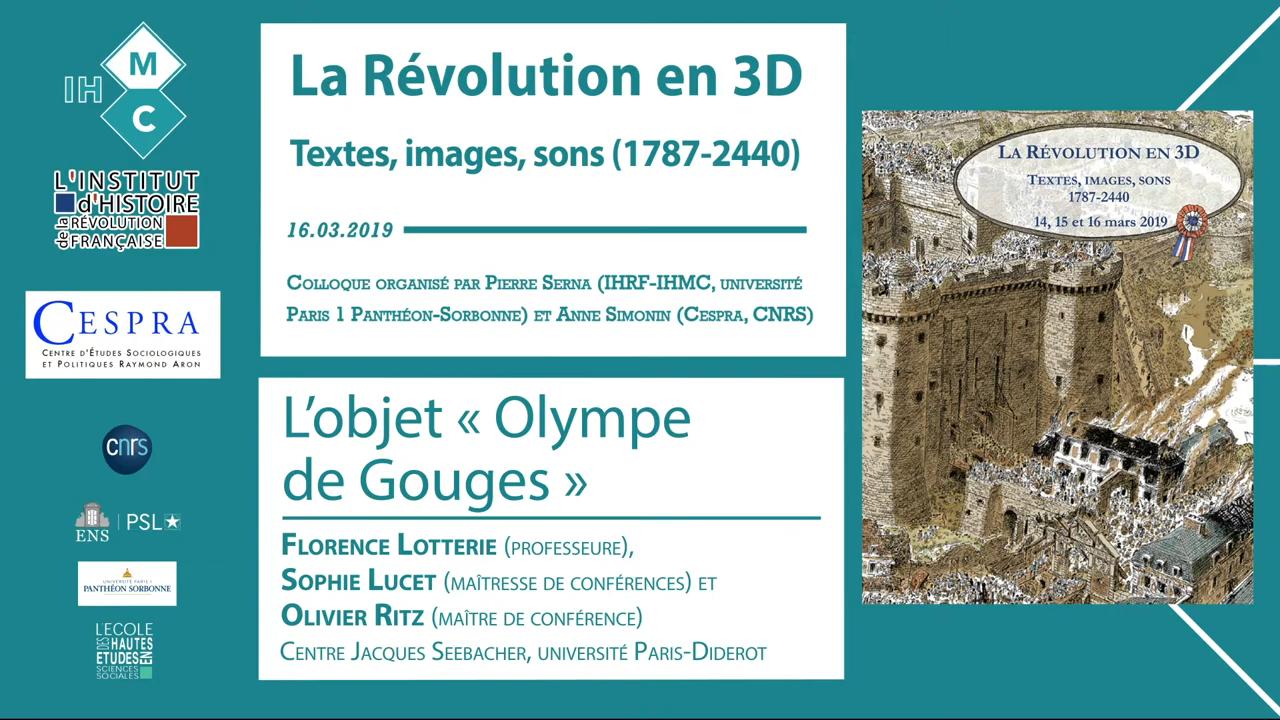 IH
M
C
L'INSTITUT
d'HISTOIRE
de la RÉVOLUTION
FRANÇAISE
CESPRA
CENTRE D'ÉTUDES SOCIOLOGIQUES
ET POLITIQUES RAYMOND ARON
cnrs
ENS | PSL
UNIVERSITÉ PARIS 1
PANTHÉON SORBONNE
L'ECOLE
DES HAUTES
ETUDES EN
SCIENCES
SOCIALES
La Révolution en 3D
Textes, images, sons (1787-2440)
16.03.2019
COLLOQUE ORGANISÉ PAR PIERRE SERNA (IHRF-IHMC, UNIVERSITÉ
PARIS 1 PANTHÉON-SORBONNE) ET ANNE SIMONIN (CESPRA, CNRS)
L'objet « Olympe
de Gouges »
FLORENCE LOTTERIE (PROFESSEURE),
SOPHIE LUCET (MAÎTRESSE DE CONFÉRENCES) ET
OLIVIER RITZ (MAÎTRE DE CONFÉRENCE)
CENTRE JACQUES SEEBACHER, UNIVERSITÉ PARIS-DIDEROT
LA RÉVOLUTION EN 3D
TEXTES, IMAGES, SONS
1787-2440
14, 15 et 16 mars 2019